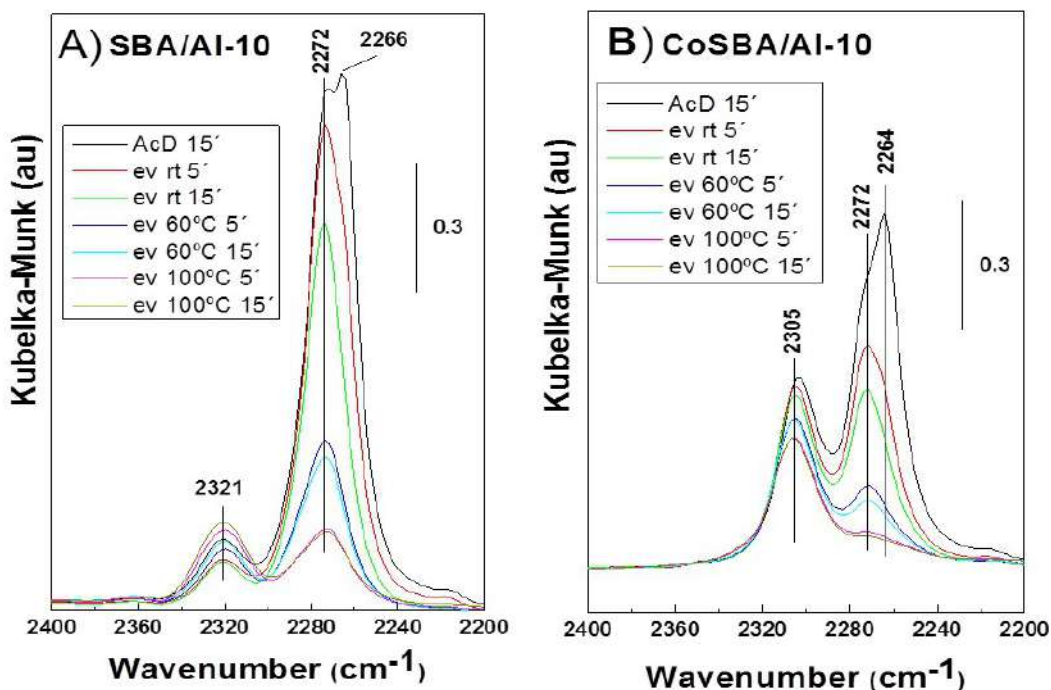 A) SBA/Al-10
2272
2266
AcD 15´
ev rt 5´
ev rt 15´
ev 60ºC 5´
ev 60ºC 15´
ev 100ºC 5´
ev 100ºC 15´
0.3
2321
Kubelka-Munk (au)
2400 2360 2320 2280 2240 2200
Wavenumber (cm-1)
B) CoSBA/Al-10
AcD 15´
ev rt 5´
ev rt 15´
ev 60ºC 5´
ev 60ºC 15´
ev 100ºC 5´
ev 100ºC 15´
2272
2264
0.3
2305
Kubelka-Munk (au)
2400 2360 2320 2280 2240 2200
Wavenumber (cm-1)